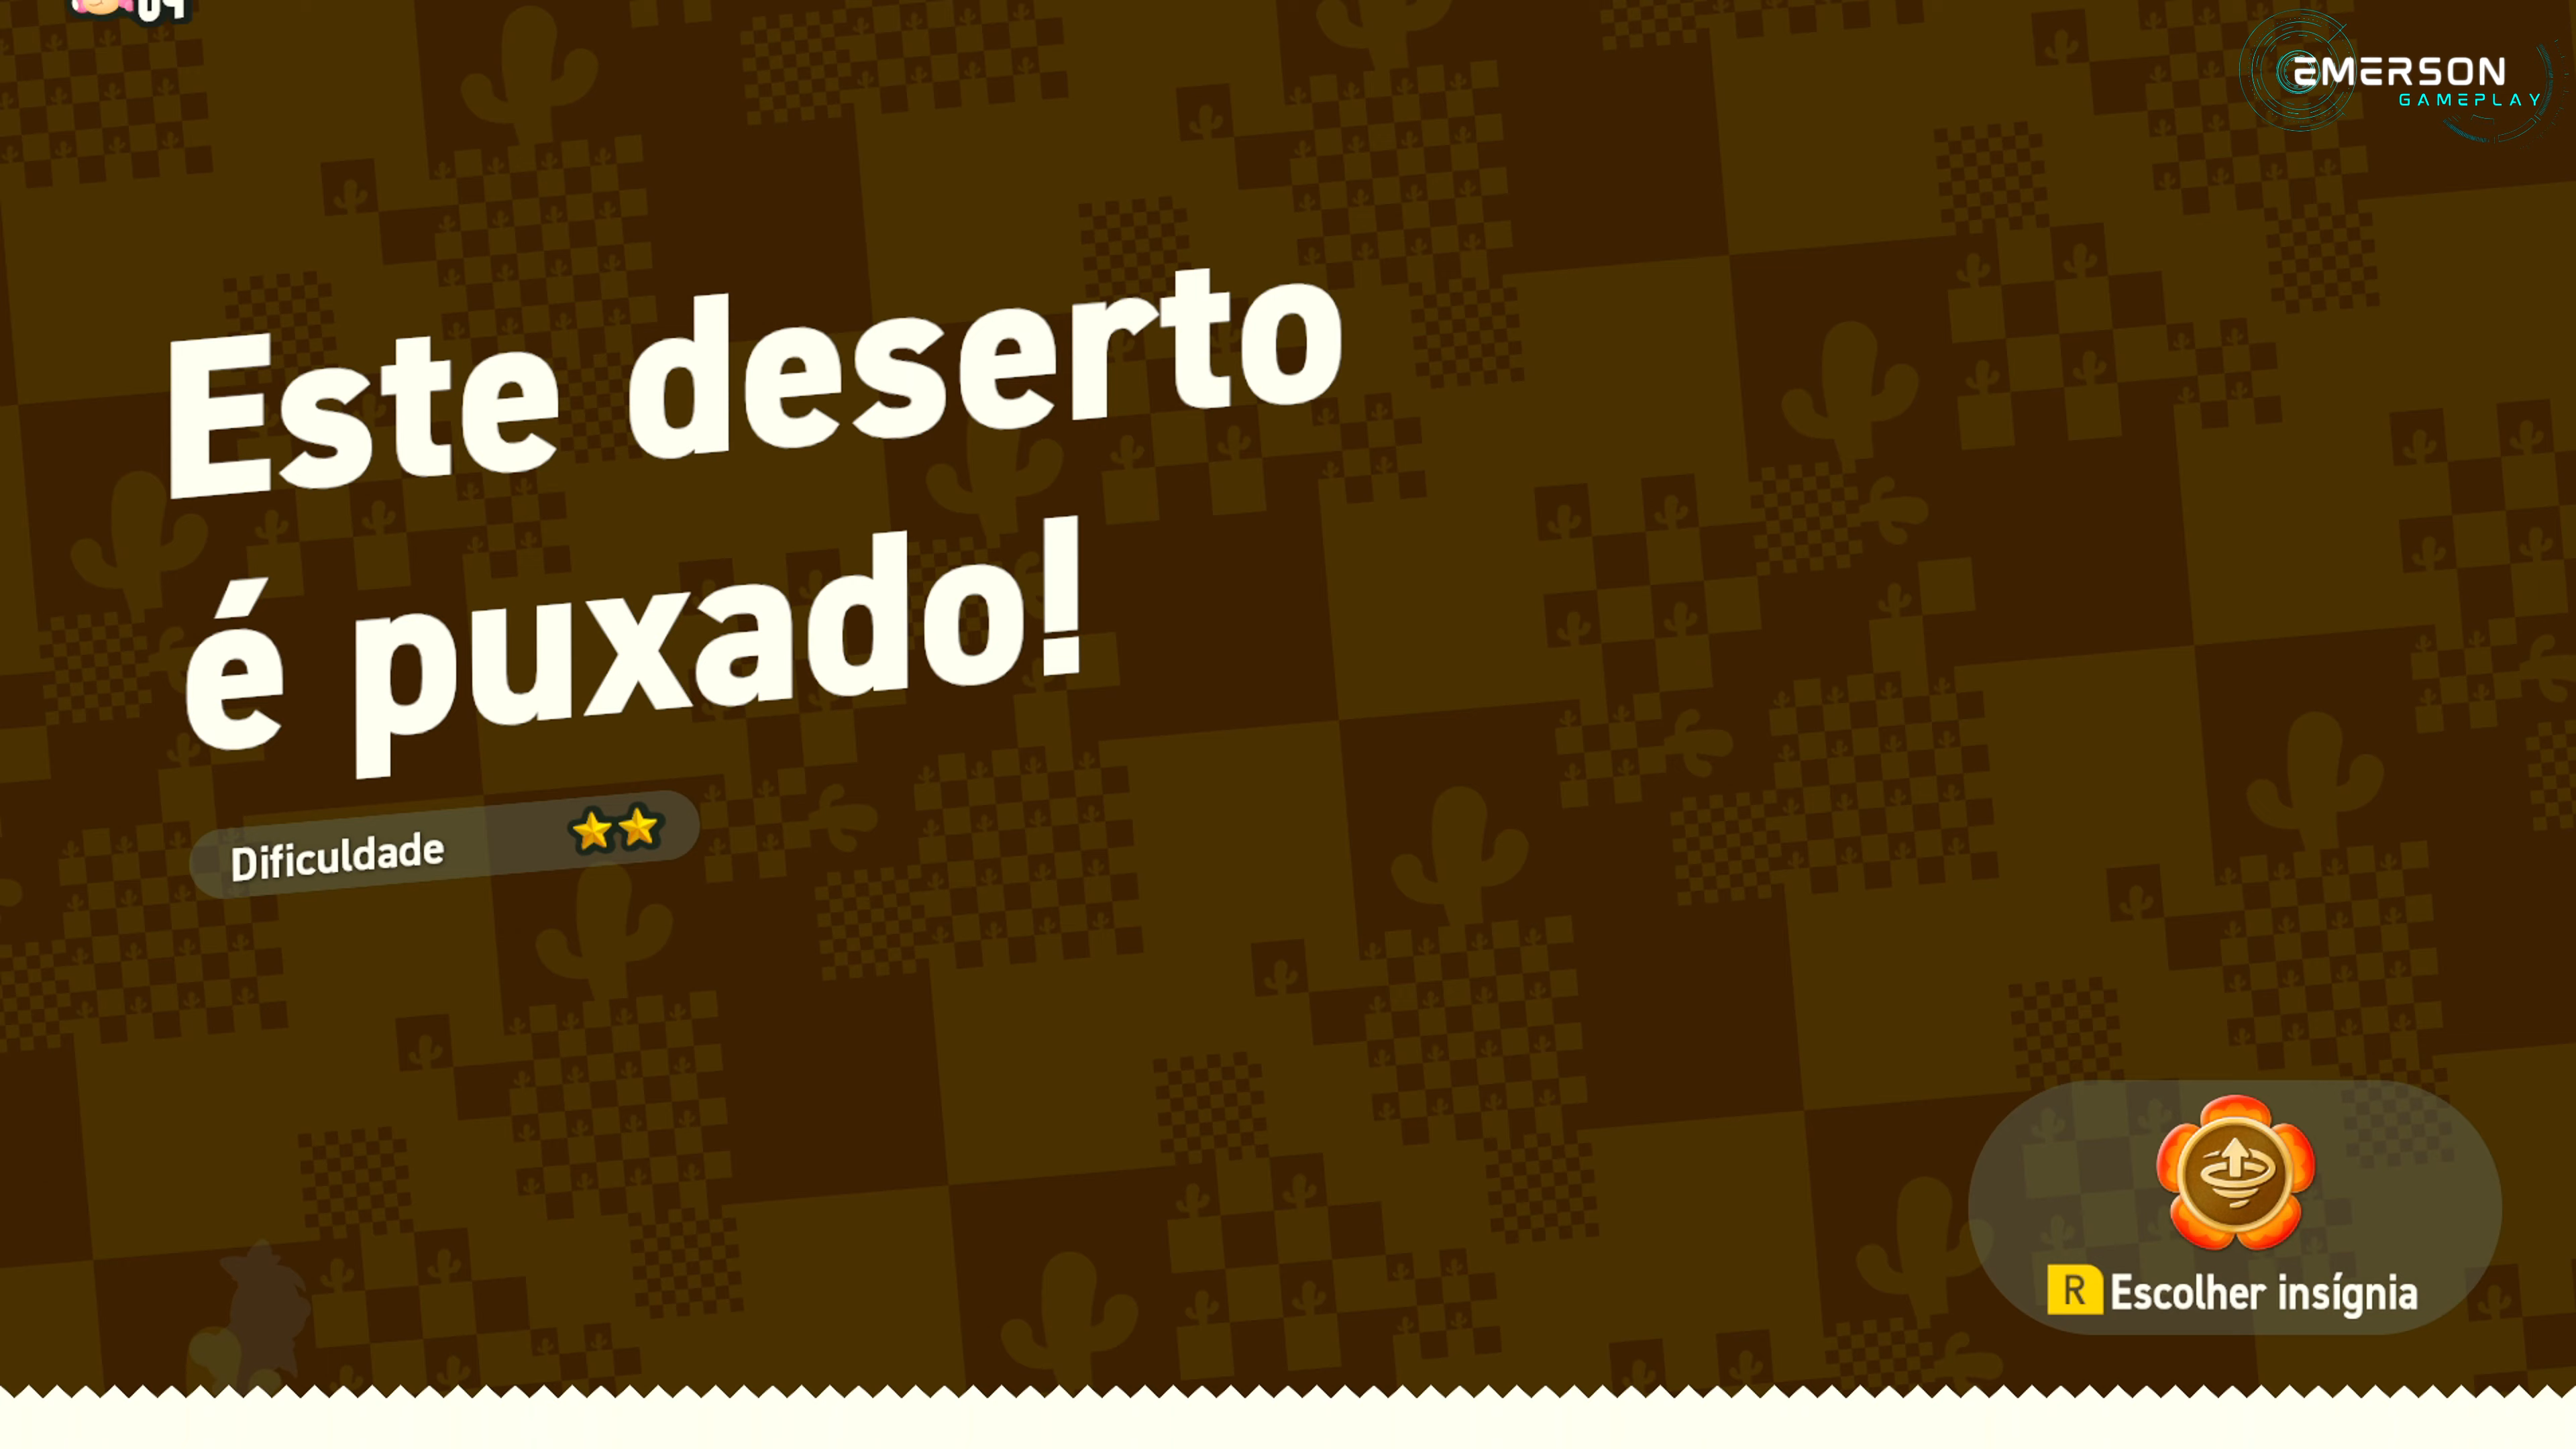 EMERSON
GAMEPLAY
Este deserto
é puxado!
Dificuldade
R Escolher insígnia